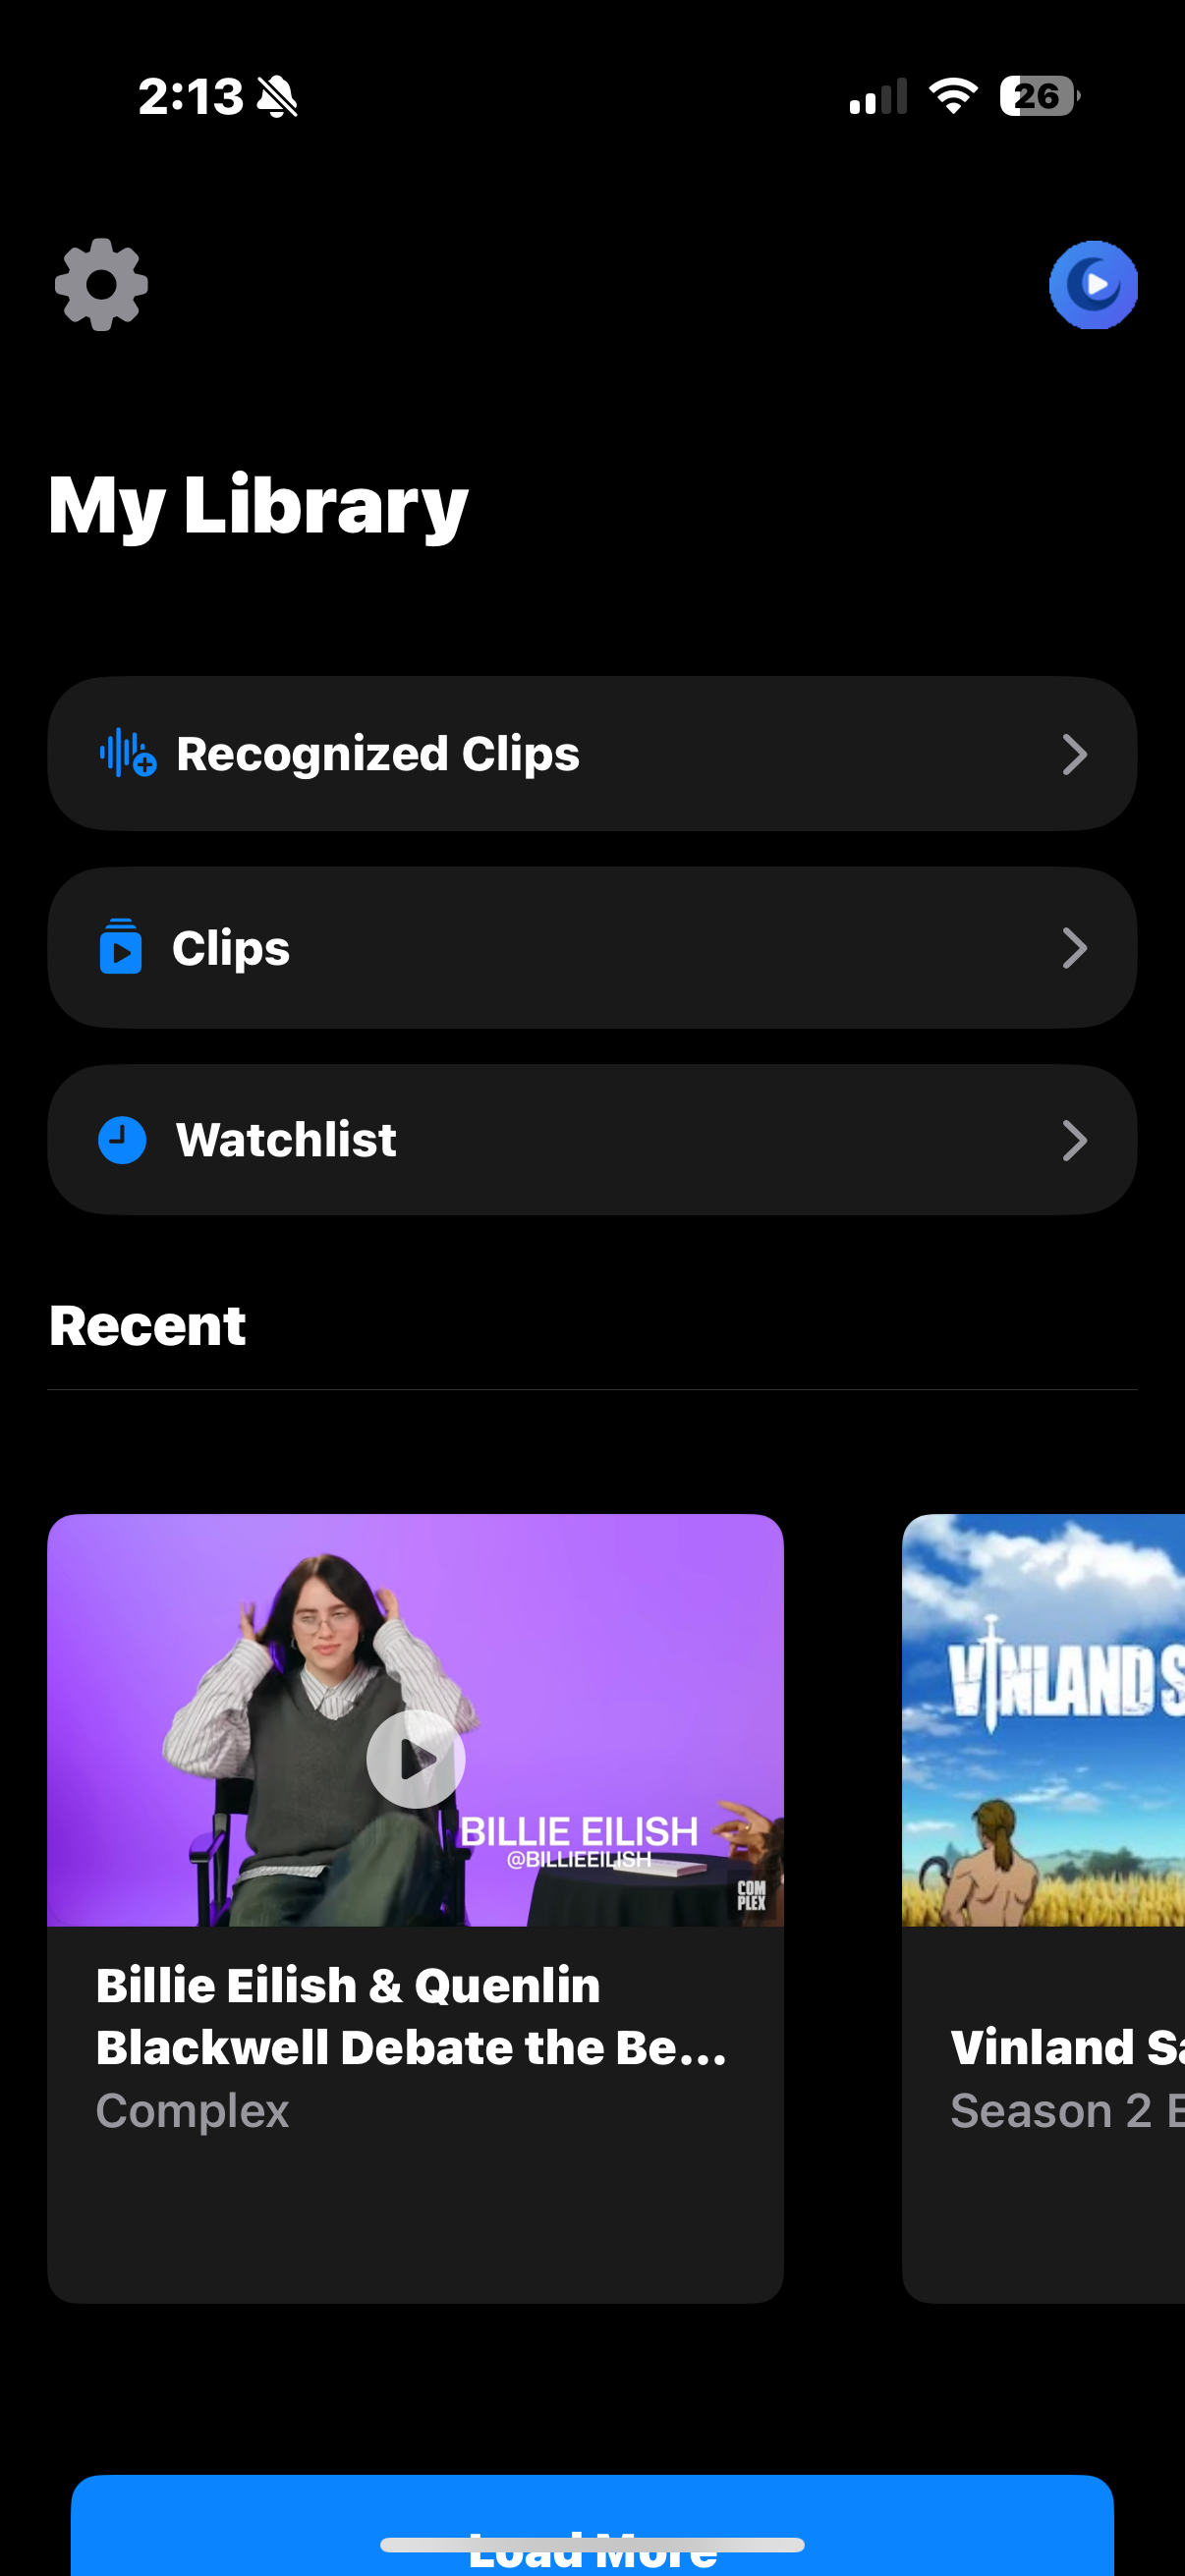 2:13
26
My Library
Recognized Clips
Clips
Watchlist
Recent
BILLIE EILISH
@BILLIEEILISH
COM
PLEX
VINLAND S
Billie Eilish & Quenlin
Blackwell Debate the Be...
Complex
Vinland Sa
Season 2 E
Load More